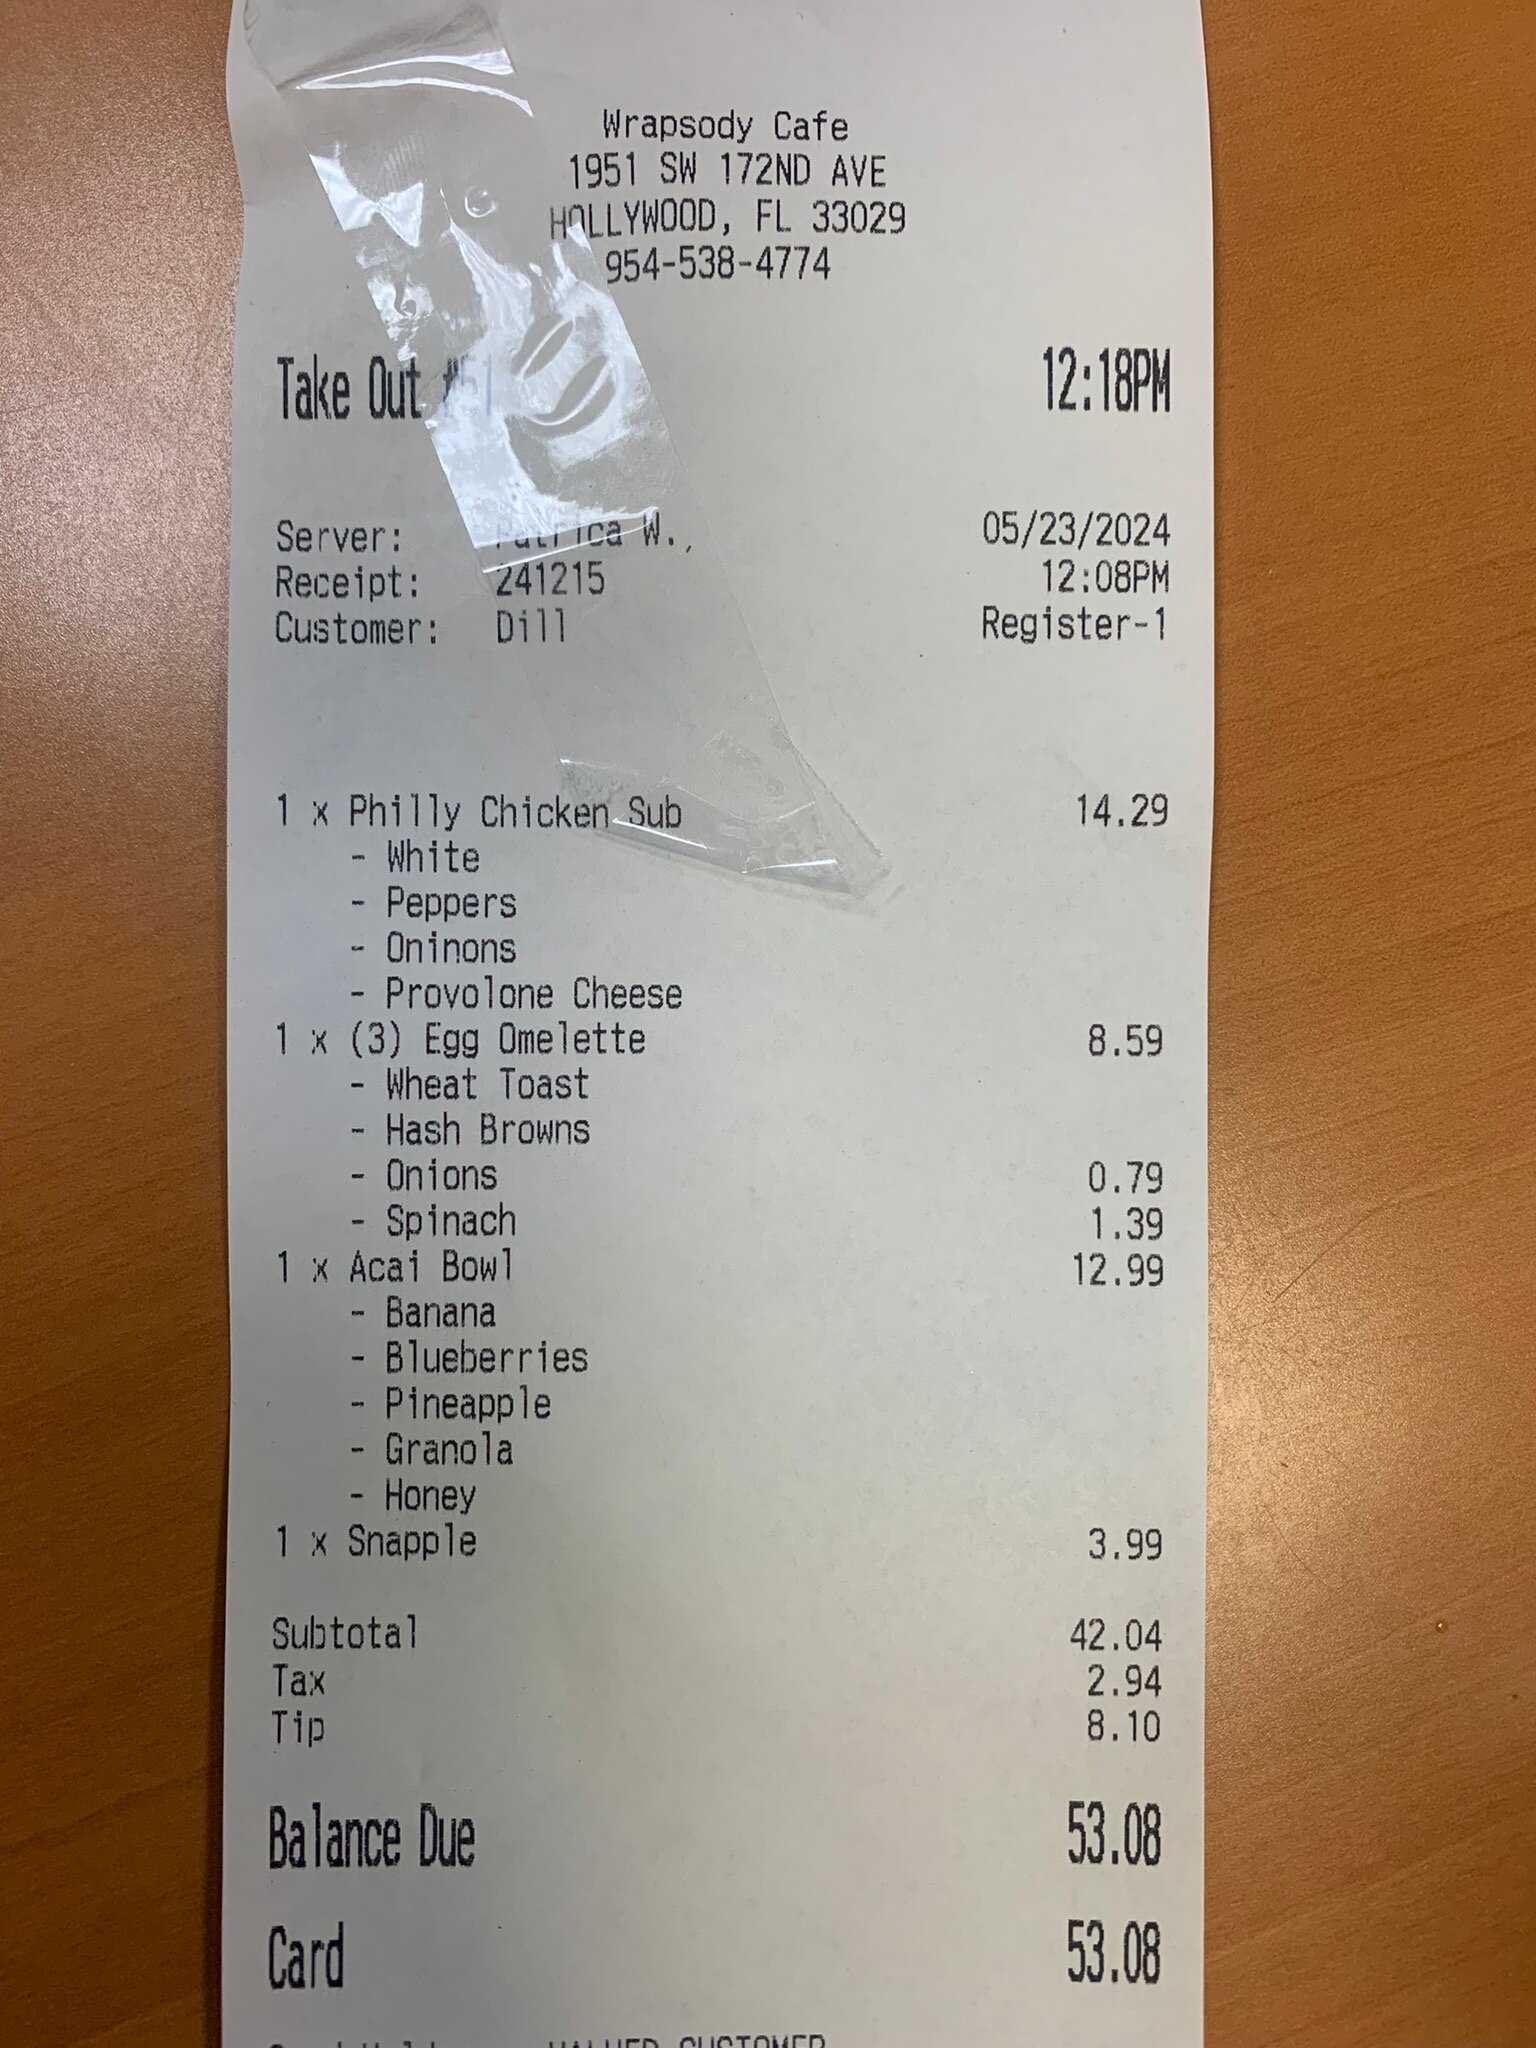 Wrapsody Cafe
1951 SW 172ND AVE
HOLLYWOOD, FL 33029
954-538-4774
Take Out #51 12:18PM
Server: Patrica W. 05/23/2024
Receipt: 241215 12:08PM
Customer: Dill Register-1
1 x Philly Chicken Sub 14.29
- White
- Peppers
- Oninons
- Provolone Cheese
1 x (3) Egg Omelette 8.59
- Wheat Toast
- Hash Browns
- Onions 0.79
- Spinach 1.39
1 x Acai Bowl 12.99
- Banana
- Blueberries
- Pineapple
- Granola
- Honey
1 x Snapple 3.99
Subtotal 42.04
Tax 2.94
Tip 8.10
Balance Due 53.08
Card 53.08
CUSTOMER